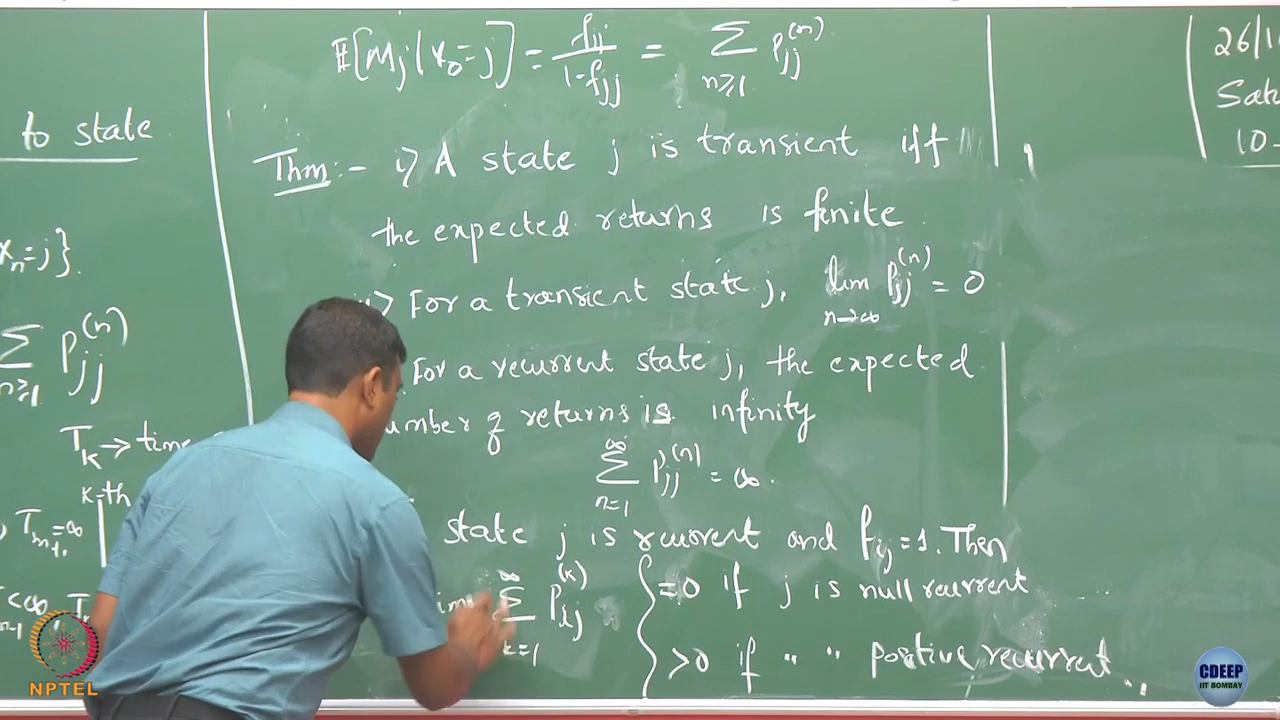 E[Mj | X0=j] = fjj / 1-fjj = Σ n≥1 Pjj^(n)
Thm:- i) A state j is transient iff
the expected returns is finite.
For a transient state j, lim n→∞ Pjj^(n) = 0
For a recurrent state j, the expected
number of returns is infinity
Σ n=1 ∞ Pjj^(n) = ∞.
state j is recurrent and fij = 1. Then
Σ k=1 ∞ Pij^(k) { =0 if j is null recurrent
>0 if " " positive recurrent
to state
Xn=j}.
Σ n≥1 Pjj^(n)
Tk → time
k-th
26/1
10-
NPTEL
CDEEP
IIT BOMBAY